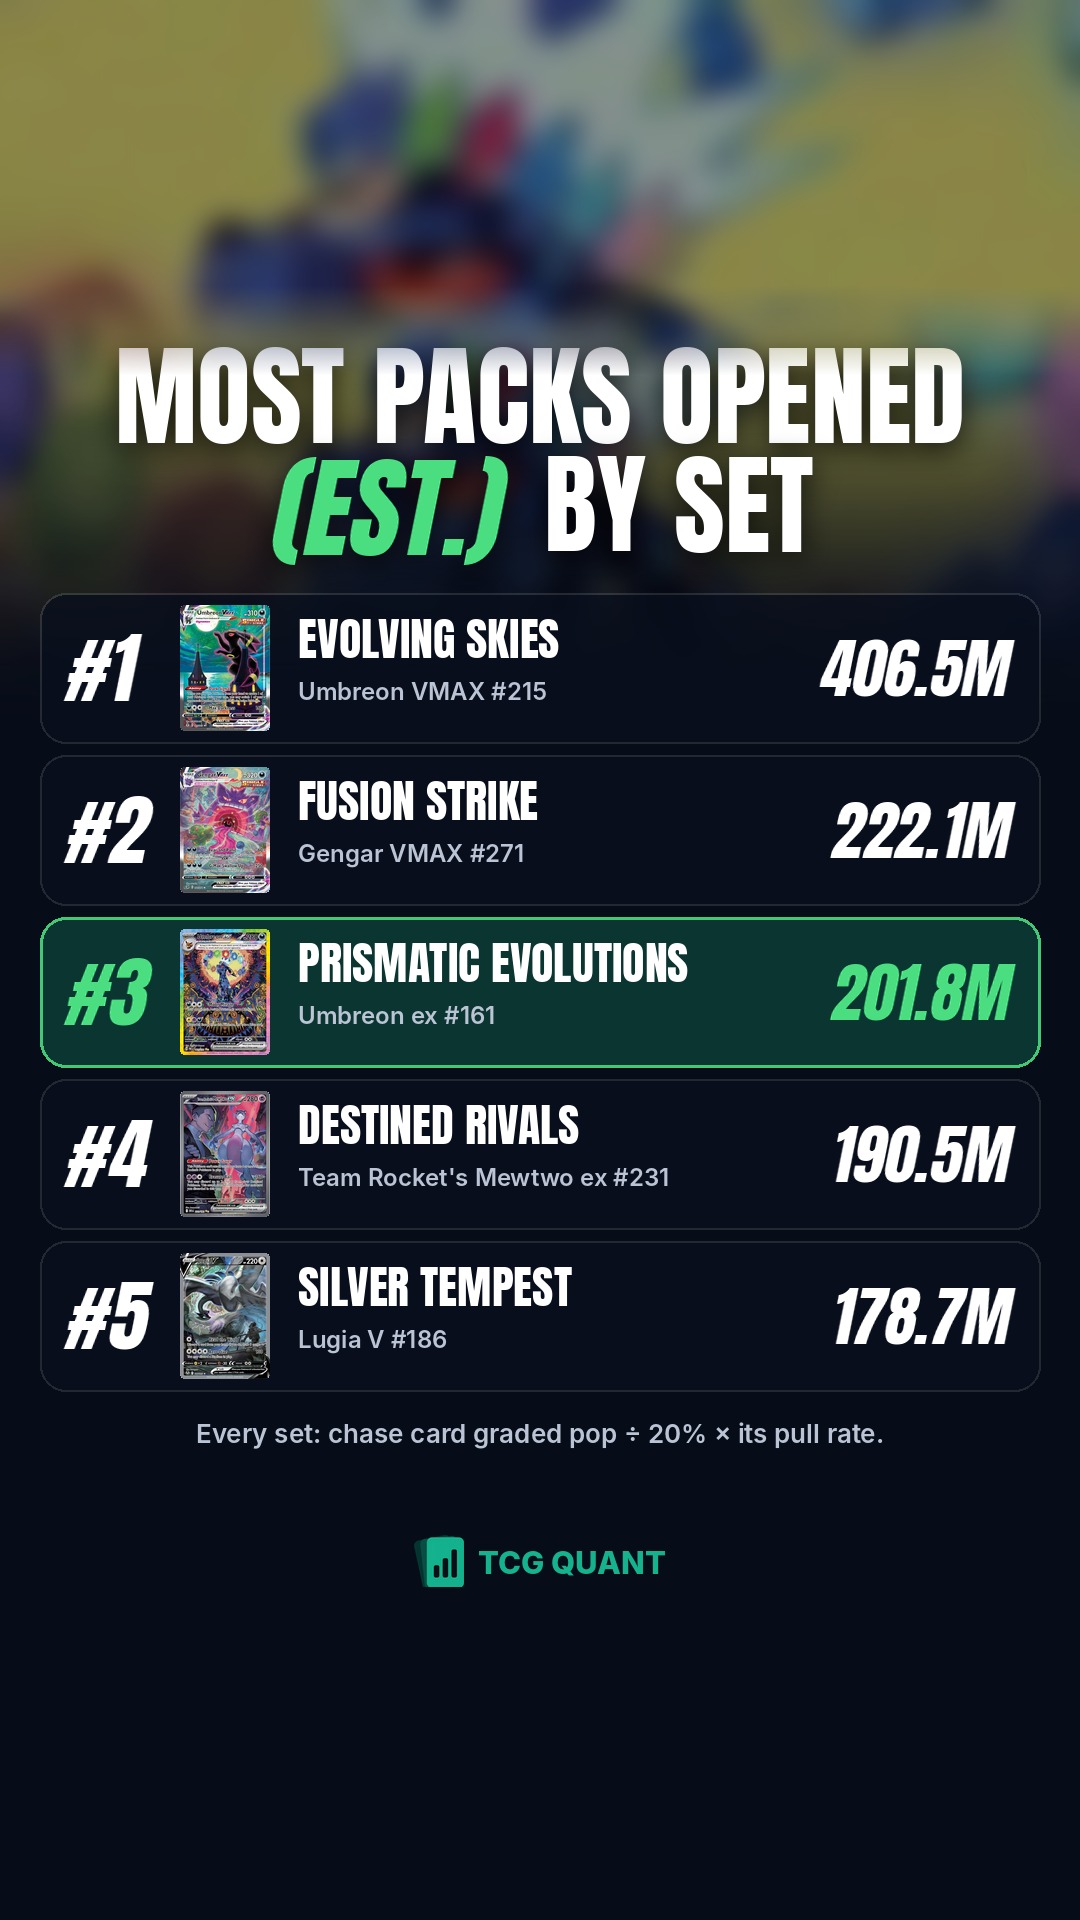 MOST PACKS OPENED
(EST.) BY SET
#1
EVOLVING SKIES
Umbreon VMAX #215
406.5M
#2
FUSION STRIKE
Gengar VMAX #271
222.1M
#3
PRISMATIC EVOLUTIONS
Umbreon ex #161
201.8M
#4
DESTINED RIVALS
Team Rocket's Mewtwo ex #231
190.5M
#5
SILVER TEMPEST
Lugia V #186
178.7M
Every set: chase card graded pop ÷ 20% × its pull rate.
TCG QUANT